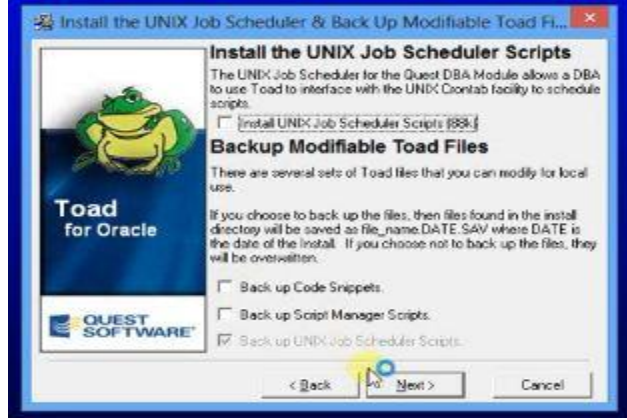 Install the UNIX Job Scheduler & Back Up Modifiable Toad Fi...
Install the UNIX Job Scheduler Scripts
The UNIX Job Scheduler for the Quest DBA Module allows a DBA
to use Toad to interface with the UNIX Crontab facility to schedule
scripts.
Install UNIX Job Scheduler Scripts (88k)
Backup Modifiable Toad Files
There are several sets of Toad files that you can modify for local
use.
If you choose to back up the files, then files found in the install
directory will be saved as file_name.DATE.SAV where DATE is
the date of the Install. If you choose not to back up the files, they
will be overwritten.
Back up Code Snippets.
Back up Script Manager Scripts.
Back up UNIX Job Scheduler Scripts.
Toad
for Oracle
QUEST
SOFTWARE
< Back
Next >
Cancel